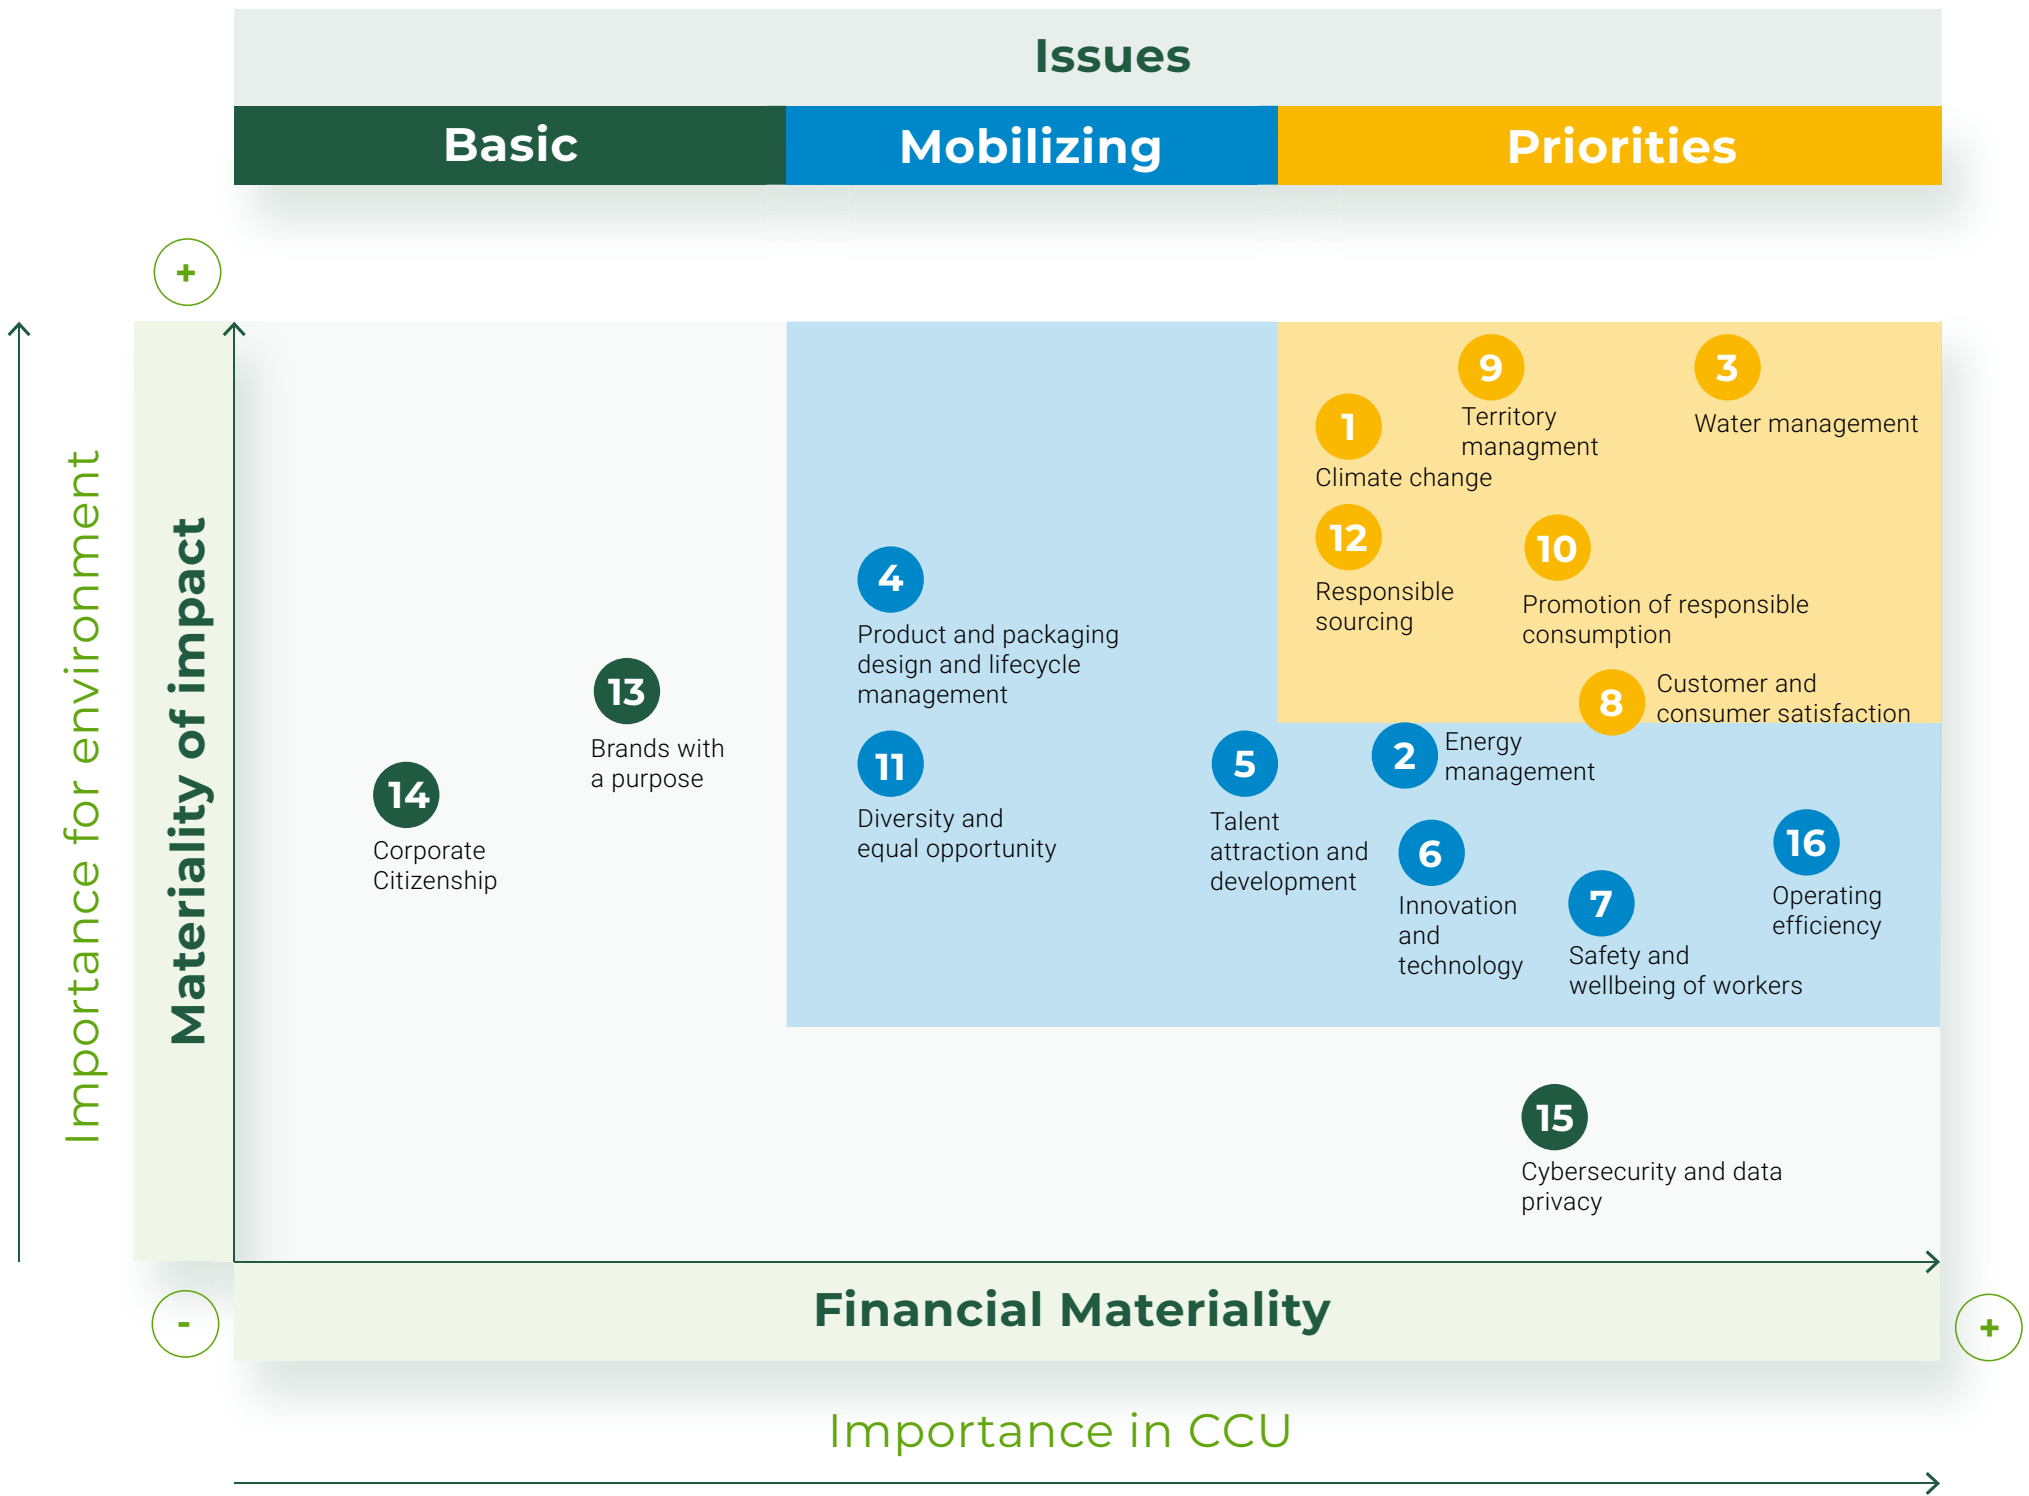 Issues
Basic
Mobilizing
Priorities
+
Importance for environment
Materiality of impact
9
Territory
managment
3
Water management
1
Climate change
12
Responsible
sourcing
10
Promotion of responsible
consumption
8
Customer and
consumer satisfaction
4
Product and packaging
design and lifecycle
management
13
Brands with
a purpose
14
Corporate
Citizenship
11
Diversity and
equal opportunity
5
Talent
attraction and
development
2
Energy
management
6
Innovation
and
technology
7
Safety and
wellbeing of workers
16
Operating
efficiency
15
Cybersecurity and data
privacy
-
Financial Materiality
+
Importance in CCU